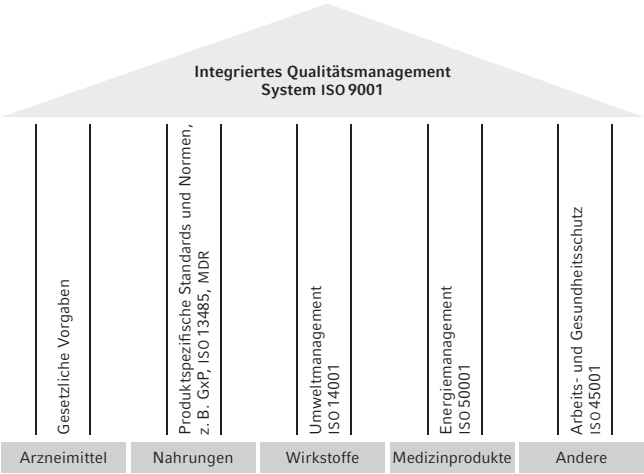 Integriertes Qualitätsmanagement
System ISO 9001
Gesetzliche Vorgaben
Produktspezifische Standards und Normen,
z. B. GxP, ISO 13485, MDR
Umweltmanagement
ISO 14001
Energiemanagement
ISO 50001
Arbeits- und Gesundheitsschutz
ISO 45001
Arzneimittel
Nahrungen
Wirkstoffe
Medizinprodukte
Andere